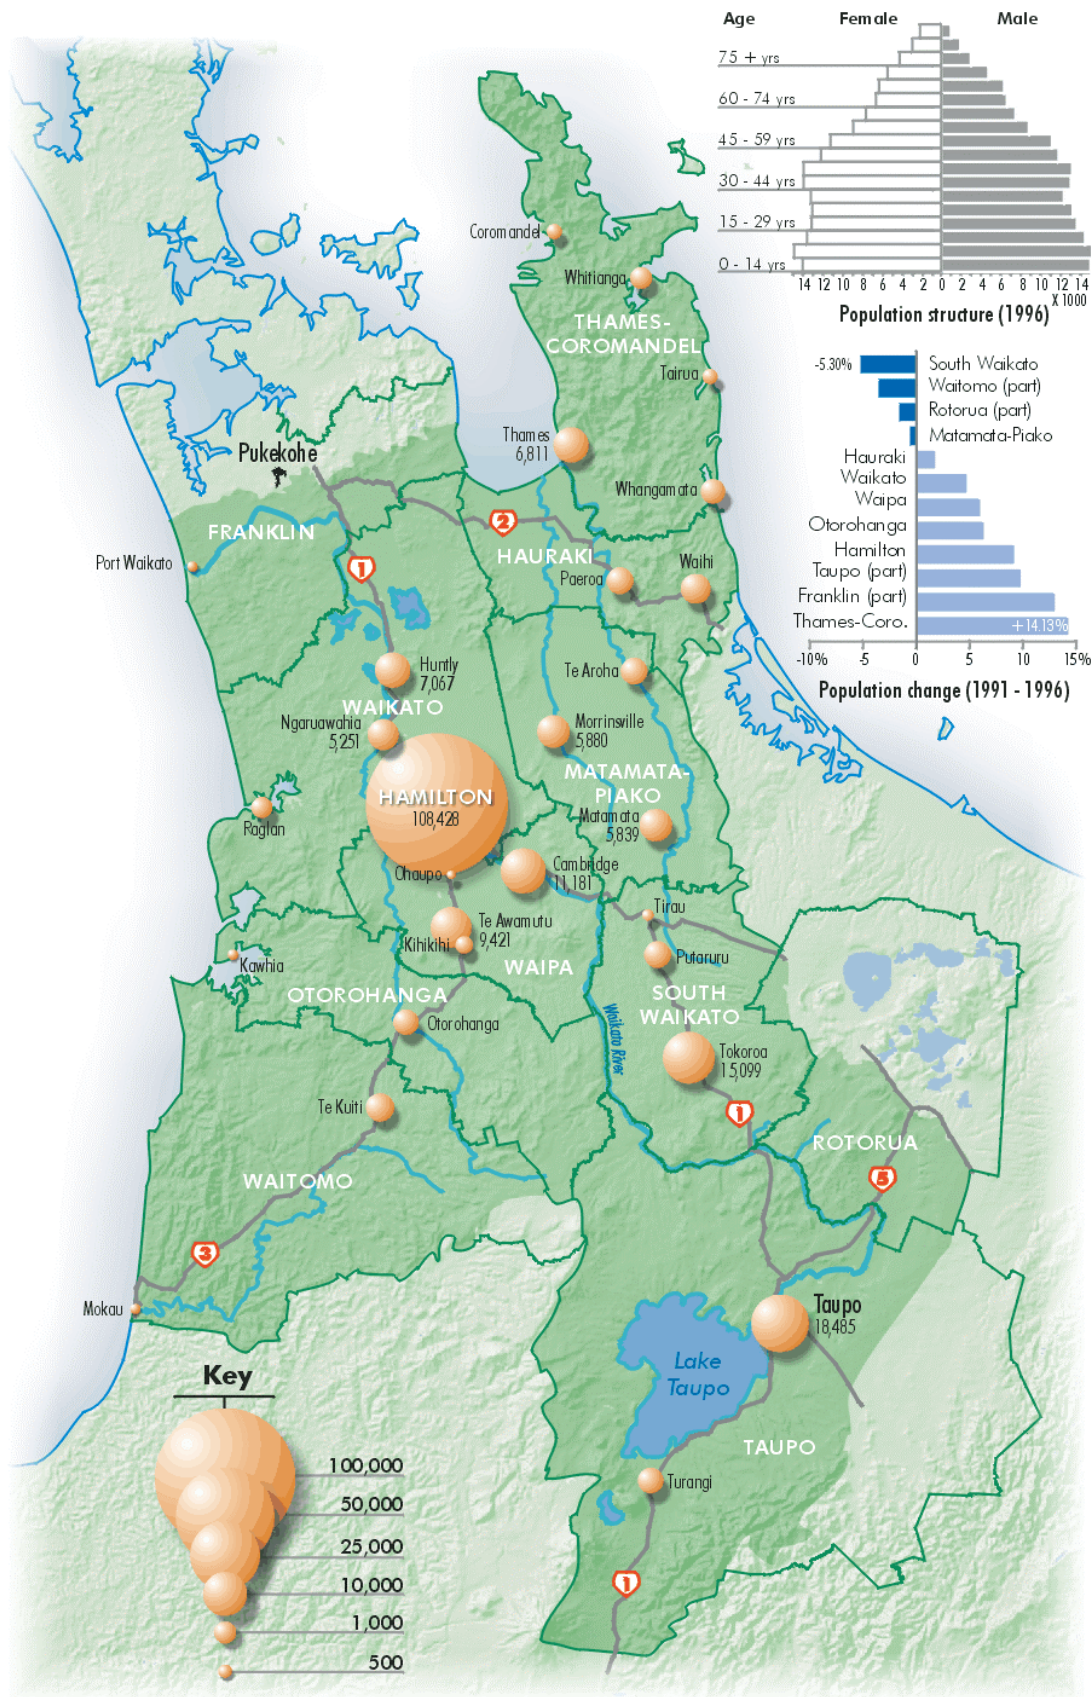 Age Female Male
75 + yrs
60 - 74 yrs
45 - 59 yrs
30 - 44 yrs
15 - 29 yrs
0 - 14 yrs
14 12 10 8 6 4 2 0 2 4 6 8 10 12 14
X 1000
Population structure (1996)
-5.30% South Waikato
Waitomo (part)
Rotorua (part)
Matamata-Piako
Hauraki
Waikato
Waipa
Otorohanga
Hamilton
Taupo (part)
Franklin (part)
Thames-Coro. +14.13%
-10% -5 0 5 10 15%
Population change (1991 - 1996)
Coromandel
Whitianga
THAMES-
COROMANDEL
Tairua
Thames
6,811
Pukekohe
Whangamata
FRANKLIN
2
HAURAKI
Port Waikato
1
Paeroa
Waihi
Huntly
7,067
Te Aroha
WAIKATO
Ngaruawahia
5,251
Morrinsville
5,880
MATAMATA-
PIAKO
HAMILTON
108,428
Raglan
Matamata
5,839
Cambridge
11,181
Ohaupo
Te Awamutu
9,421
Kihikihi
Tirau
Putaruru
WAIPA
Kawhia
OTOROHANGA
SOUTH
WAIKATO
Otorohanga
Waikato River
Tokoroa
15,099
Te Kuiti
1
ROTORUA
WAITOMO
5
3
Mokau
Taupo
18,485
Lake
Taupo
TAUPO
Turangi
1
Key
100,000
50,000
25,000
10,000
1,000
500